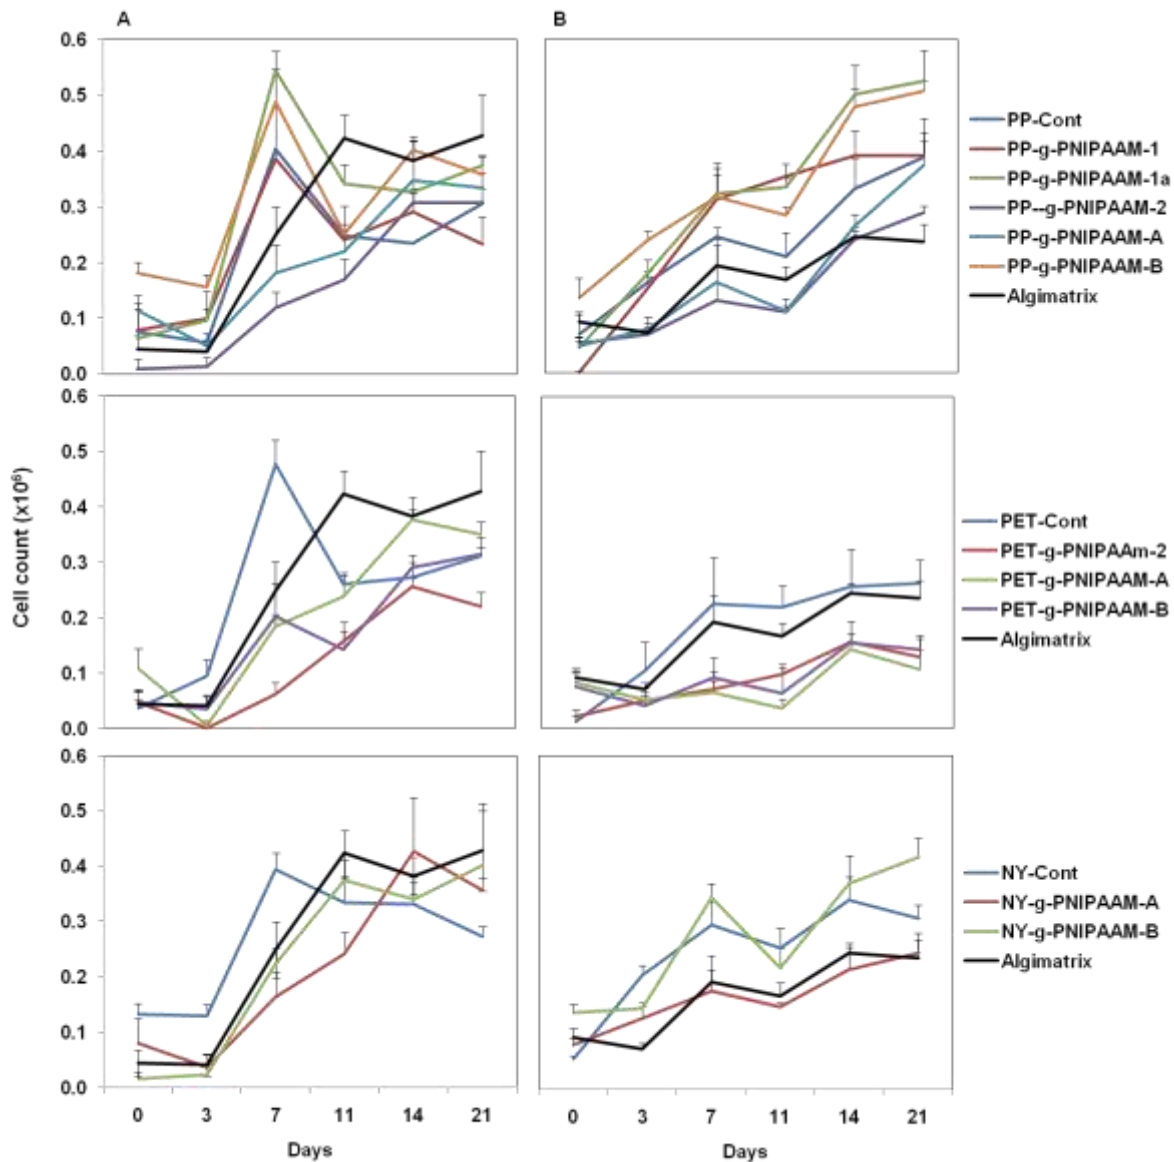 A
B
0.6
0.5
0.4
0.3
0.2
0.1
0.0
PP-Cont
PP-g-PNIPAAM-1
PP-g-PNIPAAM-1a
PP--g-PNIPAAM-2
PP-g-PNIPAAM-A
PP-g-PNIPAAM-B
Algimatrix
Cell count (x10⁶)
0.6
0.5
0.4
0.3
0.2
0.1
0.0
PET-Cont
PET-g-PNIPAAm-2
PET-g-PNIPAAM-A
PET-g-PNIPAAM-B
Algimatrix
0.6
0.5
0.4
0.3
0.2
0.1
0.0
NY-Cont
NY-g-PNIPAAM-A
NY-g-PNIPAAM-B
Algimatrix
0 3 7 11 14 21
0 3 7 11 14 21
Days
Days